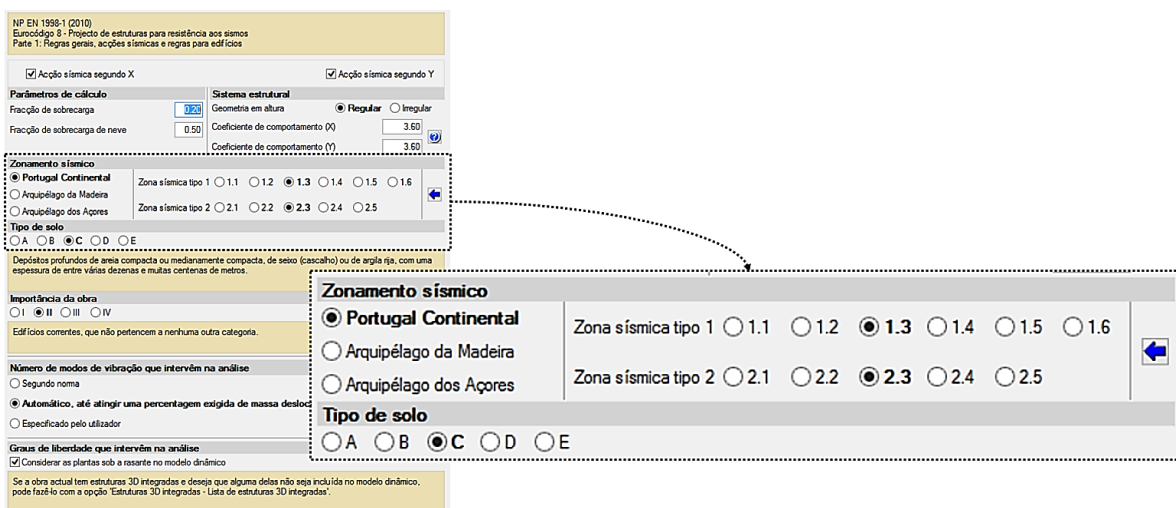 NP EN 1998-1 (2010)
Eurocódigo 8 - Projecto de estruturas para resistência aos sismos
Parte 1: Regras gerais, acções sísmicas e regras para edifícios
Acção sísmica segundo X
Acção sísmica segundo Y
Parâmetros de cálculo
Fracção de sobrecarga 0.20
Fracção de sobrecarga de neve 0.50
Sistema estrutural
Geometria em altura Regular Irregular
Coeficiente de comportamento (X) 3.60
Coeficiente de comportamento (Y) 3.60
Zonamento sísmico
Portugal Continental
Arquipélago da Madeira
Arquipélago dos Açores
Zona sísmica tipo 1 1.1 1.2 1.3 1.4 1.5 1.6
Zona sísmica tipo 2 2.1 2.2 2.3 2.4 2.5
Tipo de solo
A B C D E
Depósitos profundos de areia compacta ou medianamente compacta, de seixo (cascalho) ou de argila rija, com uma
espessura de entre várias dezenas e muitas centenas de metros.
Importância da obra
I II III IV
Edifícios correntes, que não pertencem a nenhuma outra categoria.
Número de modos de vibração que intervêm na análise
Segundo norma
Automático, até atingir uma percentagem exigida de massa desloc
Especificado pelo utilizador
Graus de liberdade que intervêm na análise
Considerar as plantas sob a rasante no modelo dinâmico
Se a obra actual tem estruturas 3D integradas e deseja que alguma delas não seja incluída no modelo dinâmico,
pode fazê-lo com a opção 'Estruturas 3D integradas - Lista de estruturas 3D integradas'.
Zonamento sísmico
Portugal Continental
Arquipélago da Madeira
Arquipélago dos Açores
Zona sísmica tipo 1 1.1 1.2 1.3 1.4 1.5 1.6
Zona sísmica tipo 2 2.1 2.2 2.3 2.4 2.5
Tipo de solo
A B C D E